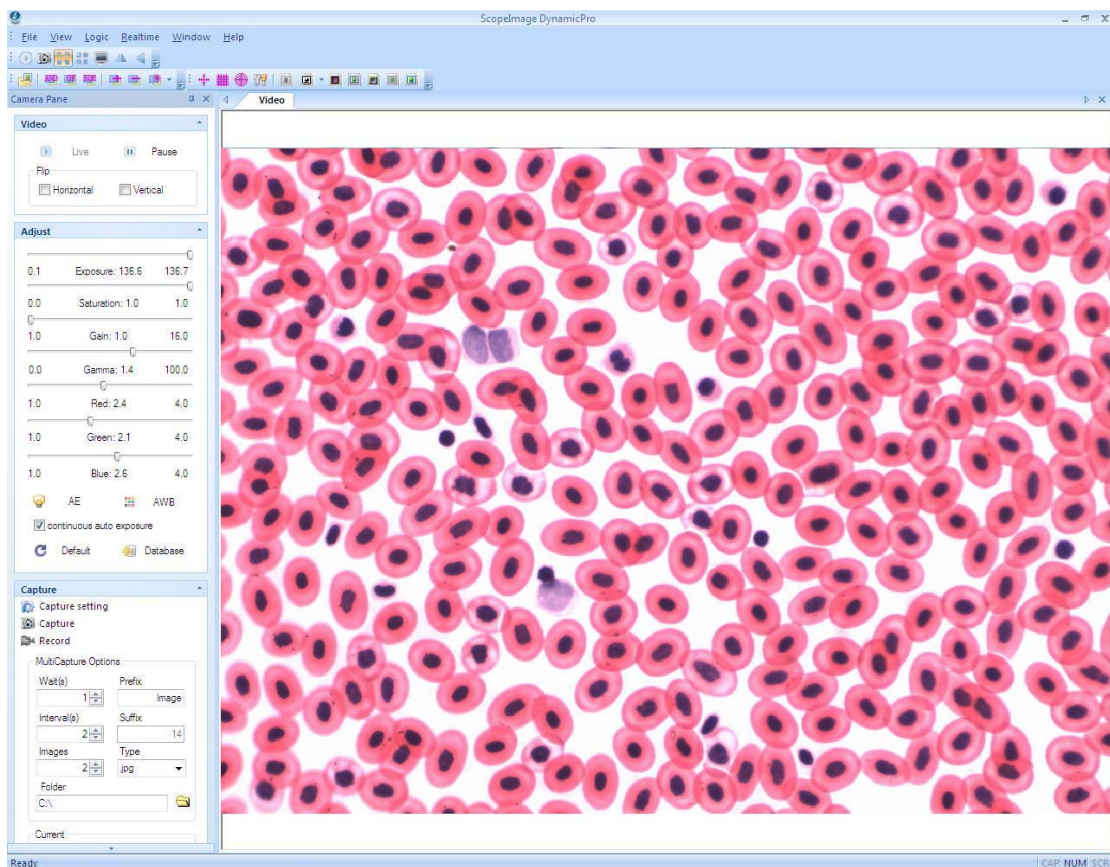 ScopeImage DynamicPro
File View Logic Realtime Window Help
AND OR XOR
Camera Pane
Video
Video
Live Pause
Flip
Horizontal Vertical
Adjust
0.1 Exposure: 136.6 136.7
0.0 Saturation: 1.0 1.0
1.0 Gain: 1.0 16.0
0.0 Gamma: 1.4 100.0
1.0 Red: 2.4 4.0
1.0 Green: 2.1 4.0
1.0 Blue: 2.6 4.0
AE AWB
continuous auto exposure
Default Database
Capture
Capture setting
Capture
Record
MultiCapture Options
Wait(s) Prefix
1 Image
Interval(s) Suffix
2 14
Images Type
2 .jpg
Folder
C:\
Current
Ready CAP NUM SCR